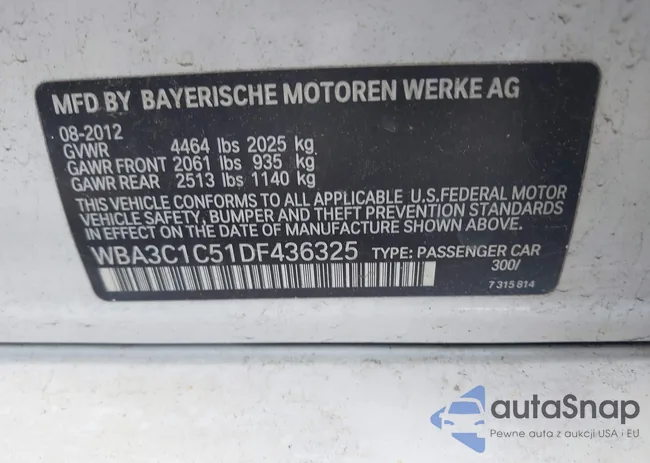 MFD BY BAYERISCHE MOTOREN WERKE AG
08-2012
GVWR 4464 lbs 2025 kg
GAWR FRONT 2061 lbs 935 kg
GAWR REAR 2513 lbs 1140 kg
THIS VEHICLE CONFORMS TO ALL APPLICABLE U.S.FEDERAL MOTOR
VEHICLE SAFETY, BUMPER AND THEFT PREVENTION STANDARDS
IN EFFECT ON THE DATE OF MANUFACTURE SHOWN ABOVE.
WBA3C1C51DF436325 TYPE: PASSENGER CAR
300/
7 315 814
autaSnap
Pewne auta z aukcji USA i EU